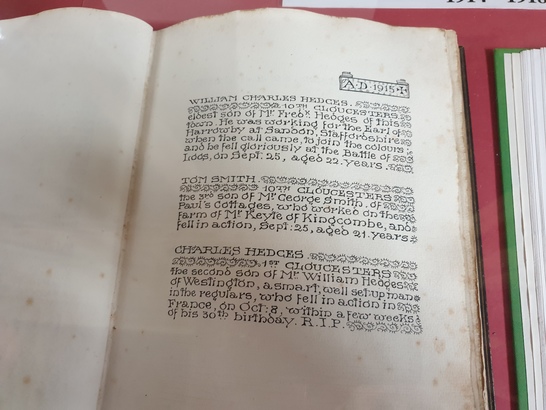 A·D·1915·
WILLIAM CHARLES HEDGES.
10TH GLOUCESTERS.
eldest son of Mr Fredk Hedges of this
town. He was working for the Earl of
Harrowby at Sandon, Staffordshire
when the call came, to join the colours,
and he fell gloriously at the Battle of
Loos, on Sept. 25, aged 22 years.
TOM SMITH.
10TH GLOUCESTERS
the 3rd son of Mr George Smith. of
Paul's Cottages, who worked on the
farm of Mr Keyte of Kingcombe, and
fell in action, Sept: 25, aged 21 years
CHARLES HEDGES
1ST GLOUCESTERS
the second son of Mr William Hedges
of Westington, a smart, well set-up man
in the regulars, who fell in action in
France, on Oct: 8, within a few weeks
of his 30th birthday. R.I.P.